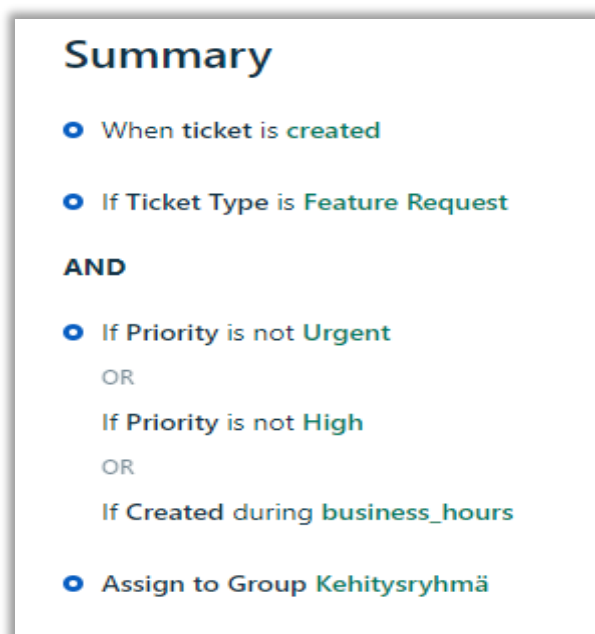 Summary
When ticket is created
If Ticket Type is Feature Request
AND
If Priority is not Urgent
OR
If Priority is not High
OR
If Created during business_hours
Assign to Group Kehitysryhmä